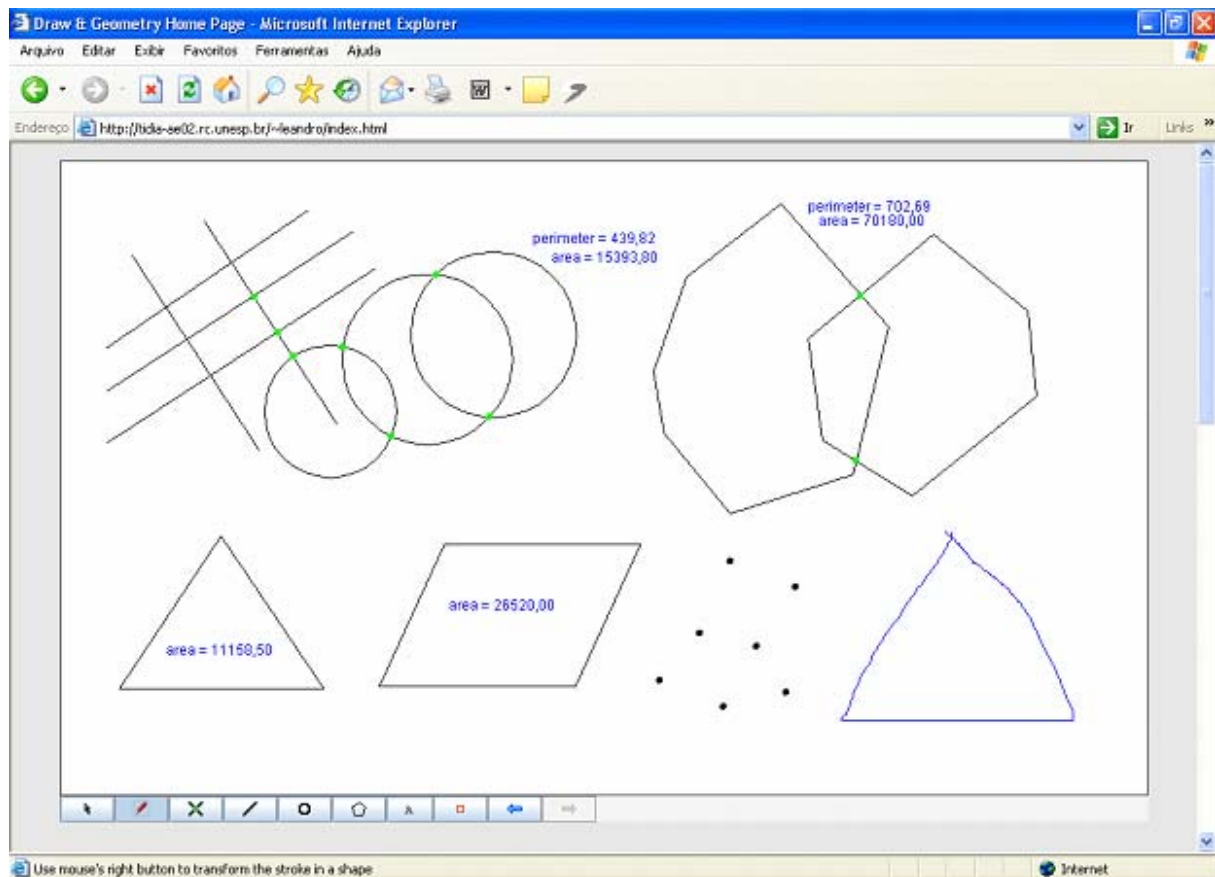 Draw & Geometry Home Page - Microsoft Internet Explorer
Arquivo Editar Exibir Favoritos Ferramentas Ajuda
Endereço http://tidia-ae02.rc.unesp.br/~leandro/index.html Ir Links »
perimeter = 702,69
area = 70180,00
perimeter = 439,82
area = 15393,80
area = 26520,00
area = 11158,50
A
Use mouse's right button to transform the stroke in a shape Internet